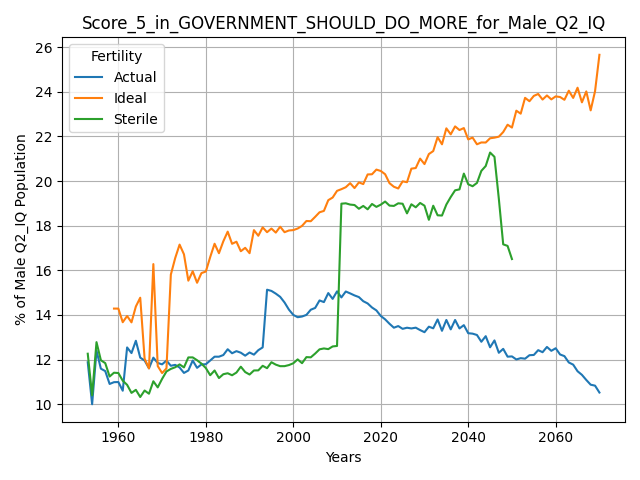 Score_5_in_GOVERNMENT_SHOULD_DO_MORE_for_Male_Q2_IQ
Fertility
Actual
Ideal
Sterile
% of Male Q2_IQ Population
26
24
22
20
18
16
14
12
10
1960
1980
2000
2020
2040
2060
Years